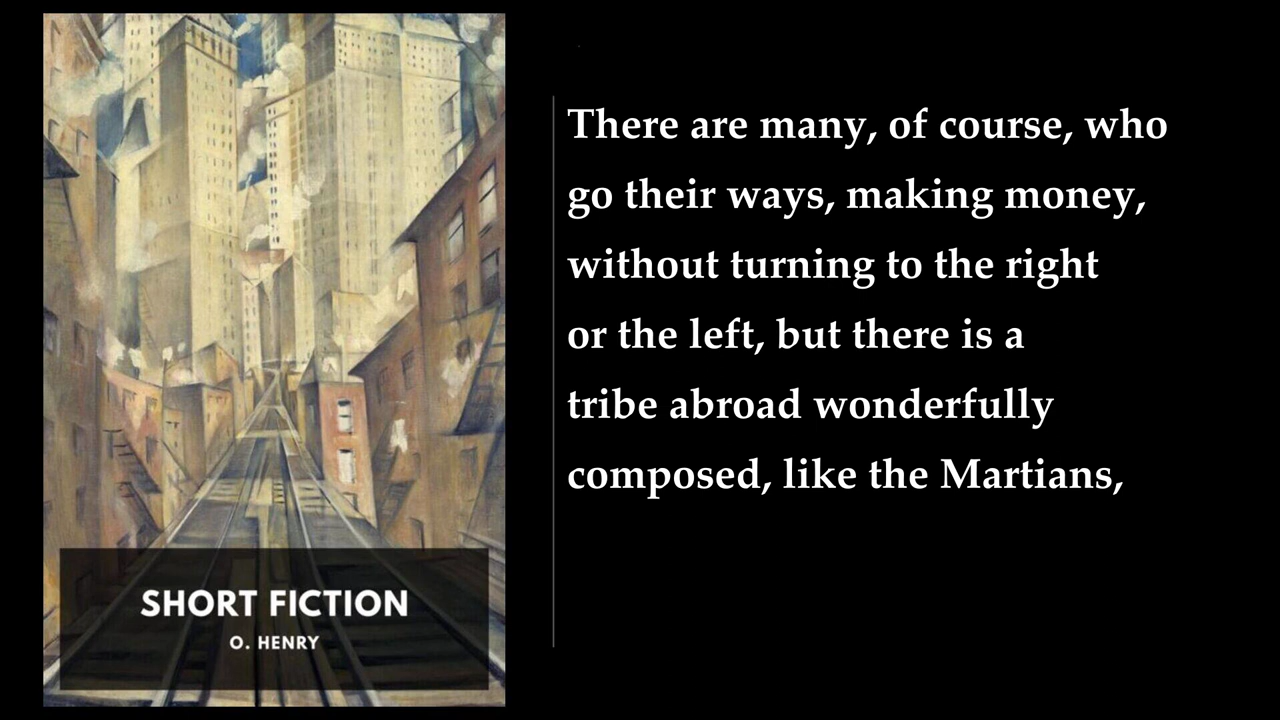 There are many, of course, who
go their ways, making money,
without turning to the right
or the left, but there is a
tribe abroad wonderfully
composed, like the Martians,
SHORT FICTION
O. HENRY